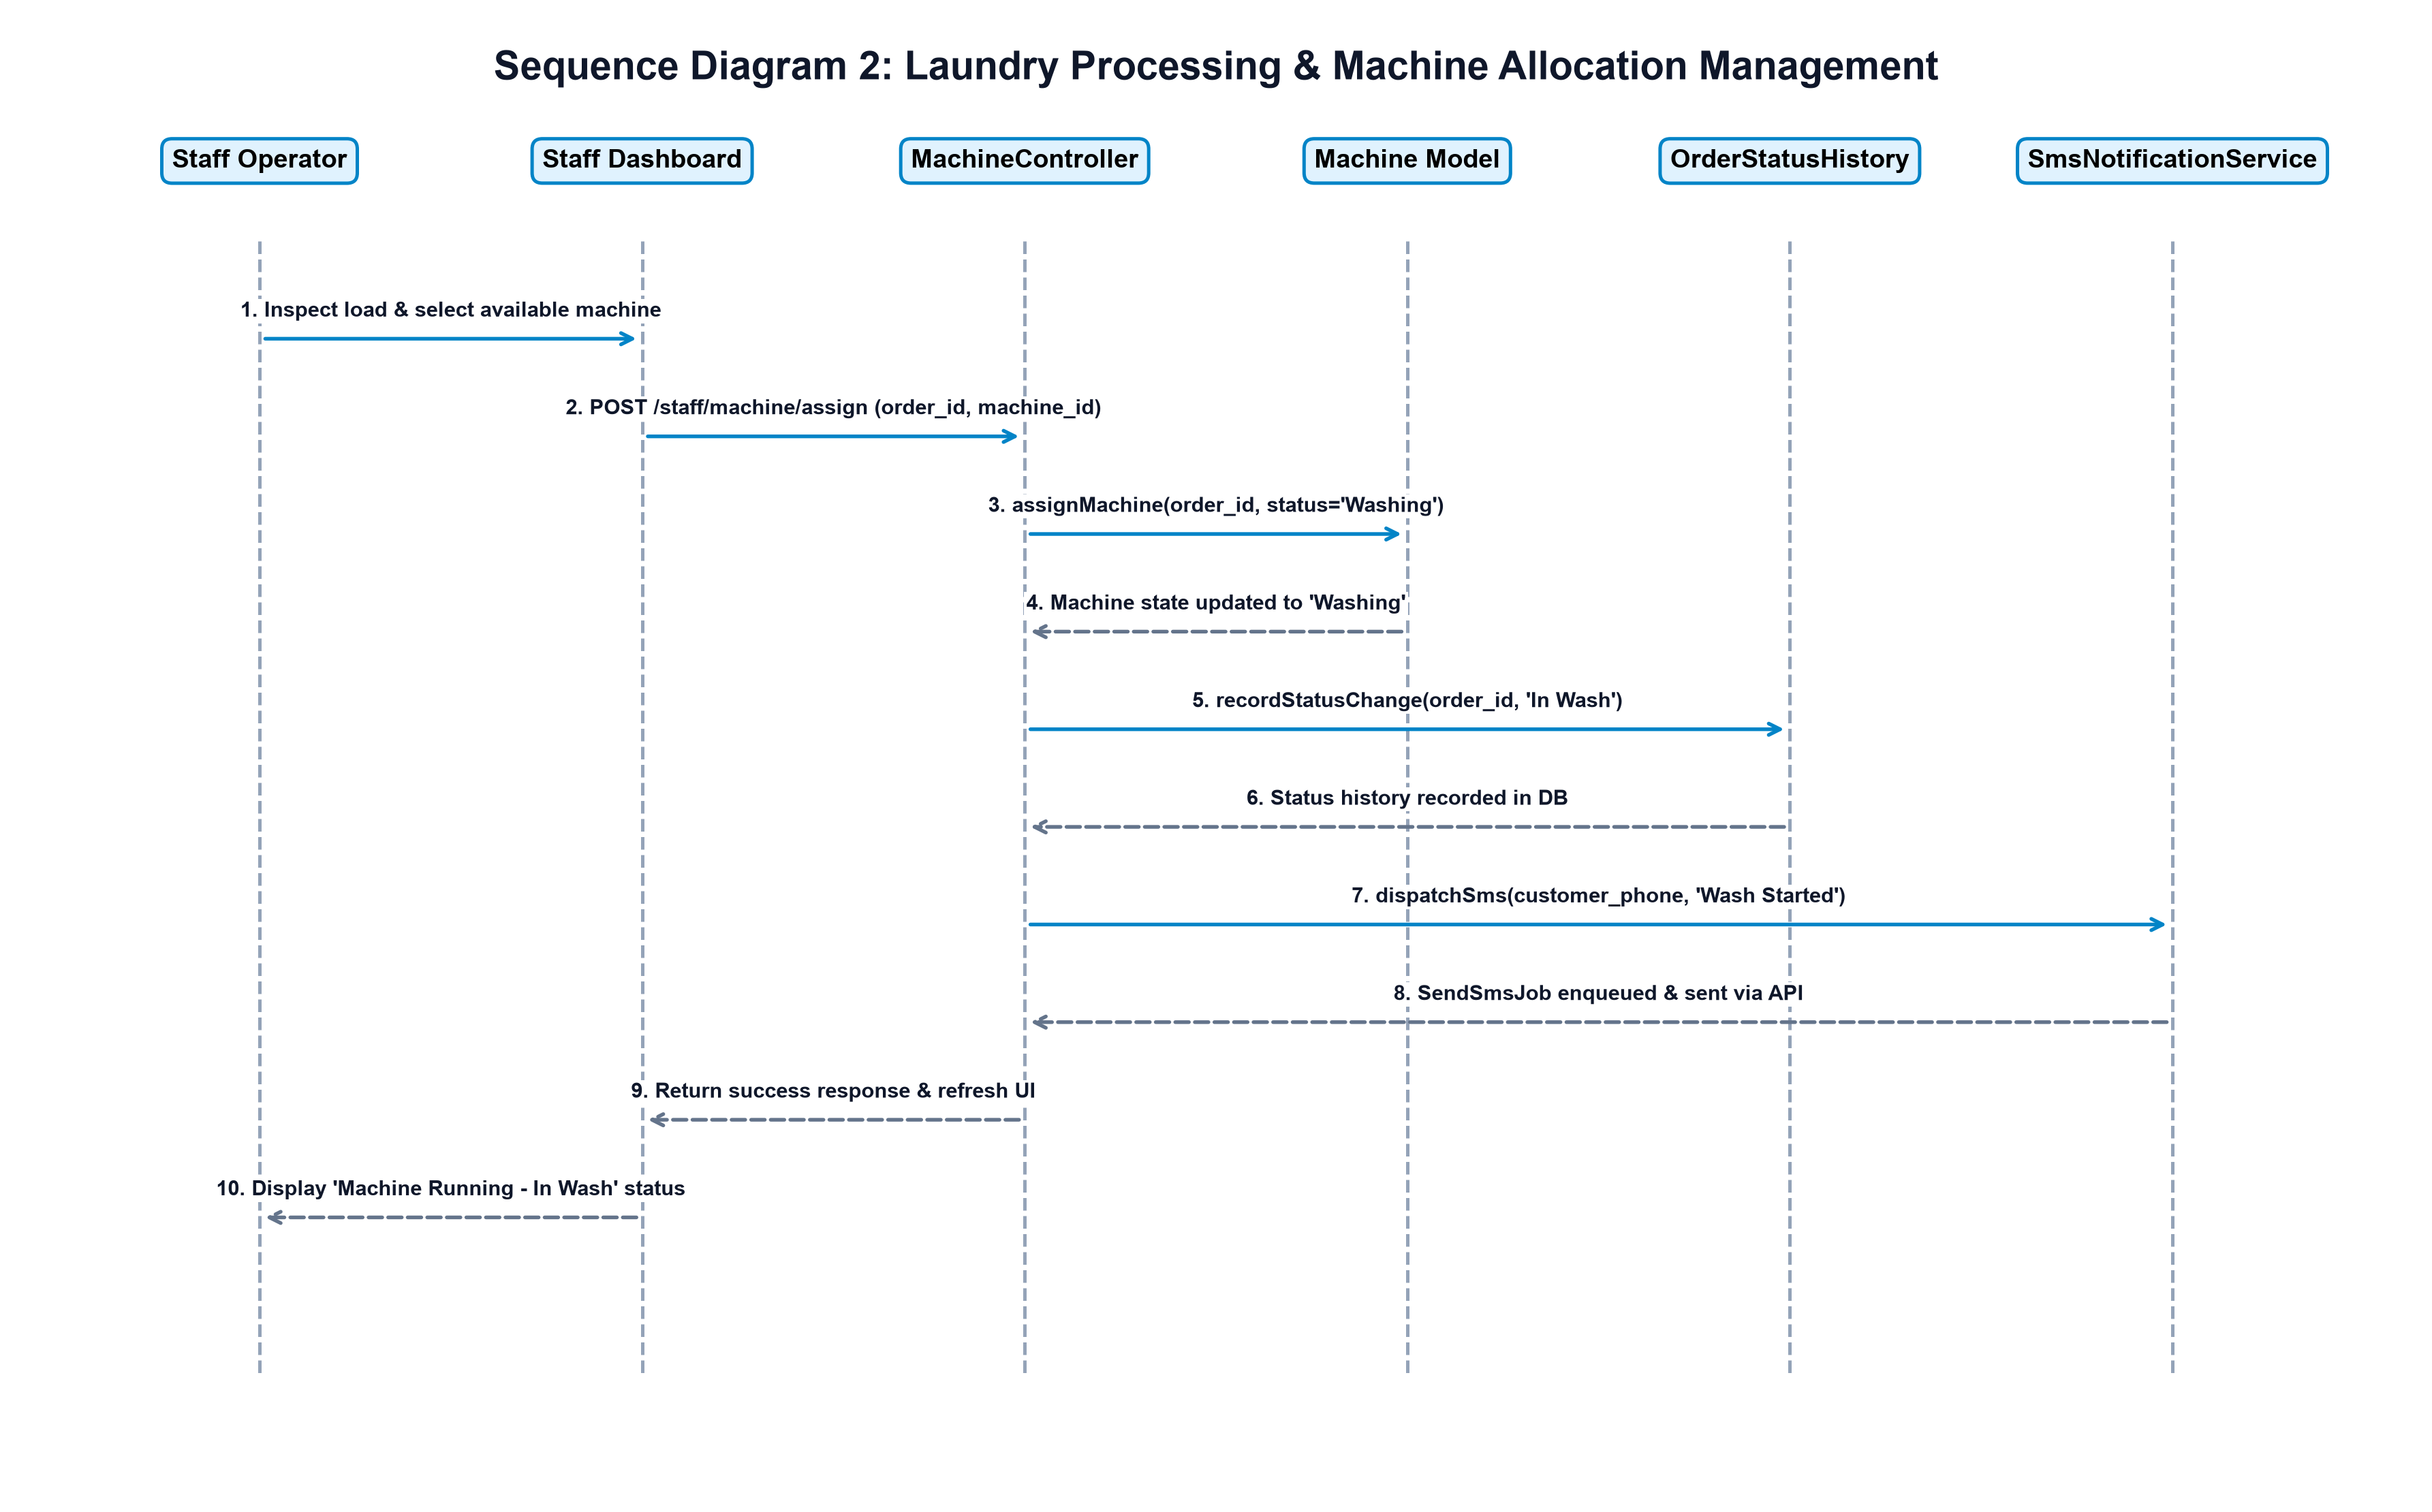 Sequence Diagram 2: Laundry Processing & Machine Allocation Management
Staff Operator
Staff Dashboard
MachineController
Machine Model
OrderStatusHistory
SmsNotificationService
1. Inspect load & select available machine
2. POST /staff/machine/assign (order_id, machine_id)
3. assignMachine(order_id, status='Washing')
4. Machine state updated to 'Washing'
5. recordStatusChange(order_id, 'In Wash')
6. Status history recorded in DB
7. dispatchSms(customer_phone, 'Wash Started')
8. SendSmsJob enqueued & sent via API
9. Return success response & refresh UI
10. Display 'Machine Running - In Wash' status